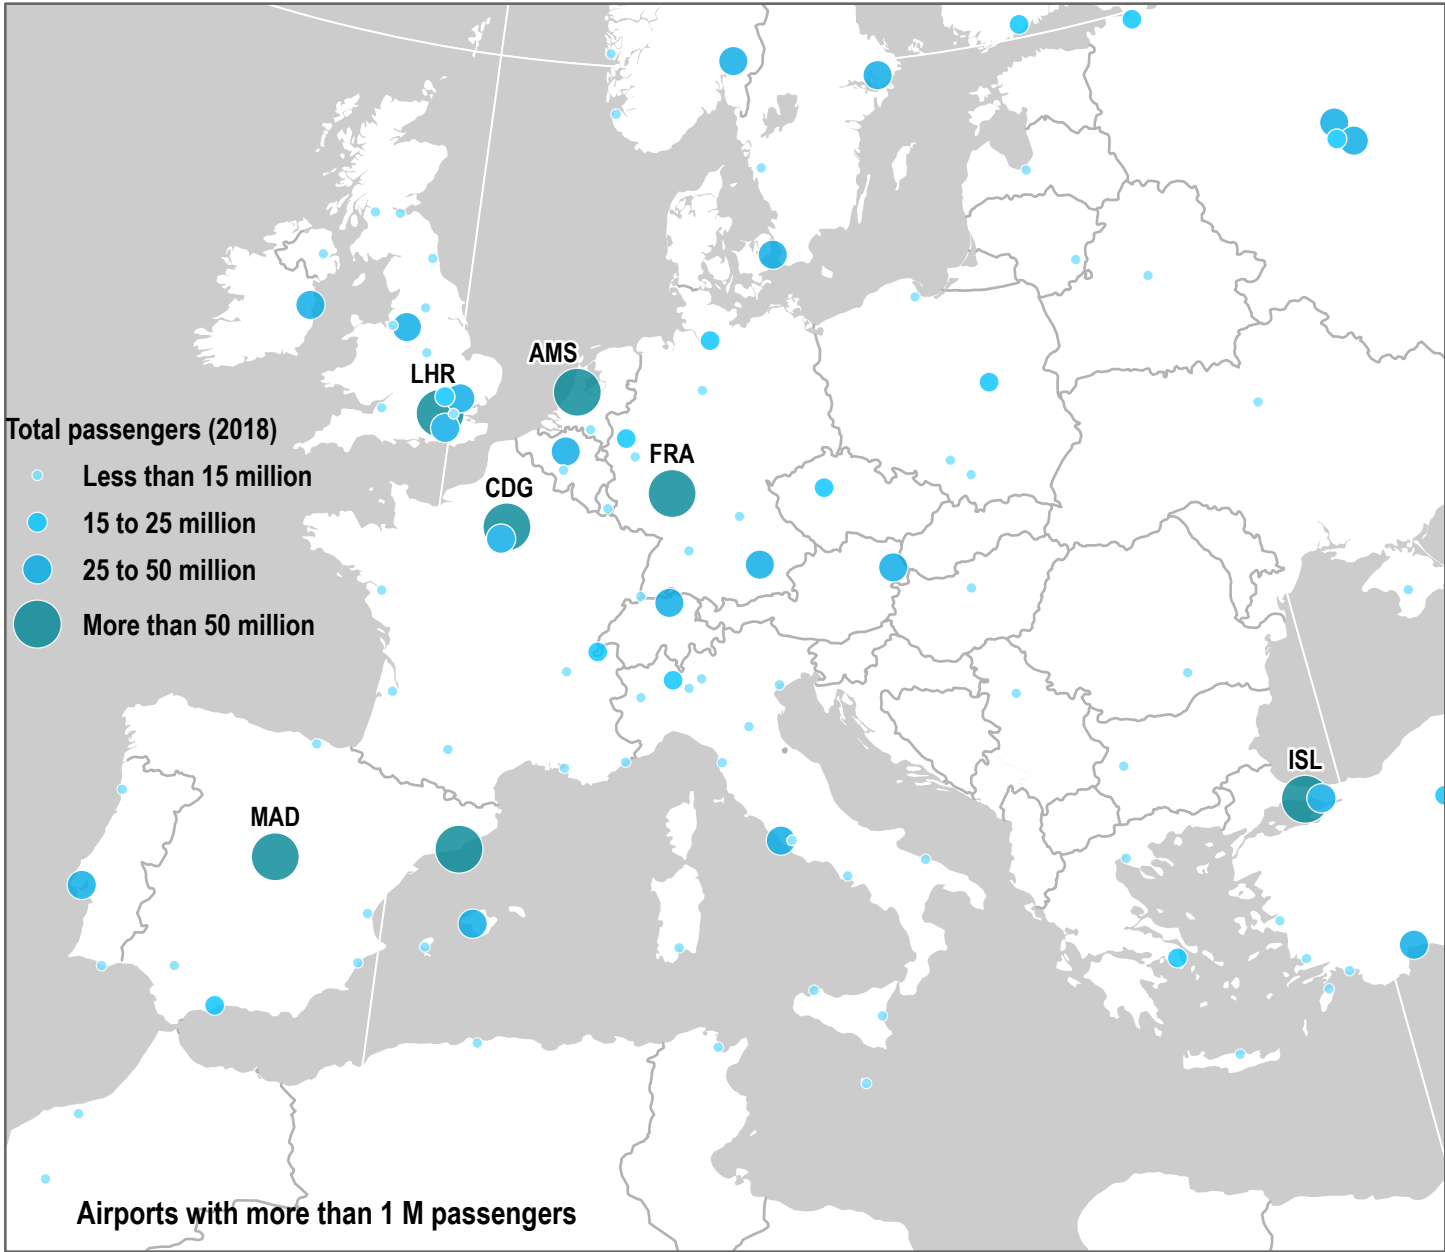 AMS
LHR
Total passengers (2018)
Less than 15 million
15 to 25 million
25 to 50 million
More than 50 million
FRA
CDG
ISL
MAD
Airports with more than 1 M passengers